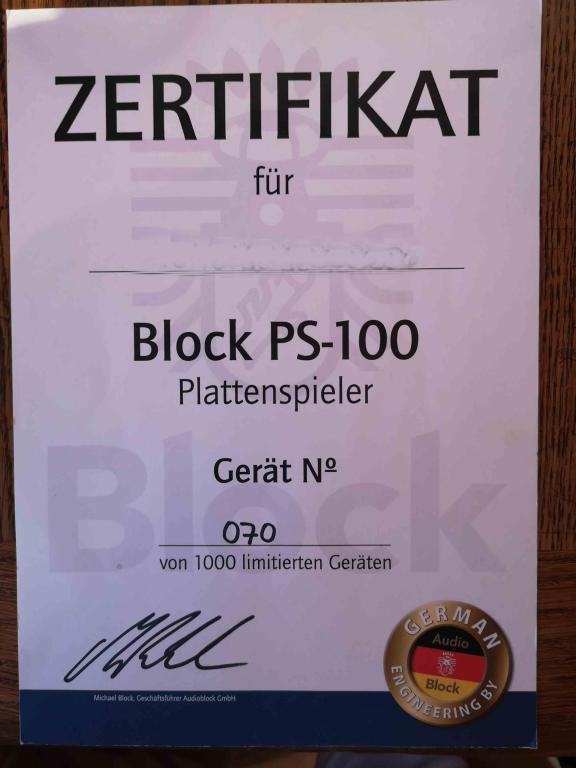 ZERTIFIKAT
für
Block PS-100
Plattenspieler
Block
Gerät Nº
070
von 1000 limitierten Geräten
Michael Block, Geschäftsführer Audioblock GmbH
GERMAN
Audio
Block
ENGINEERING BY